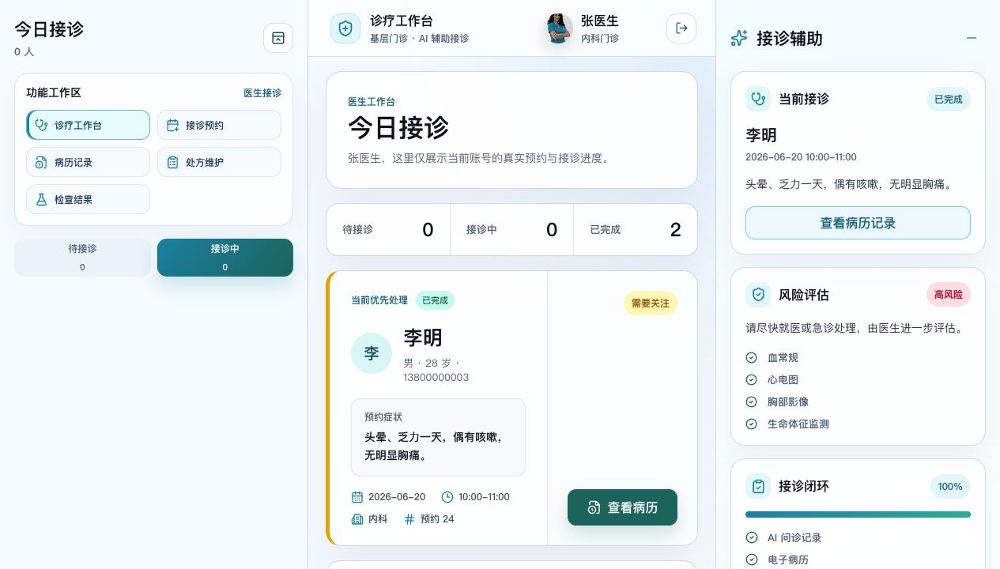 今日接诊
0 人
功能工作区
医生接诊
诊疗工作台
接诊预约
病历记录
处方维护
检查结果
待接诊
0
接诊中
0
诊疗工作台
基层门诊 · AI 辅助接诊
张医生
内科门诊
医生工作台
今日接诊
张医生，这里仅展示当前账号的真实预约与接诊进度。
待接诊
0
接诊中
0
已完成
2
当前优先处理
已完成
需要关注
李
李明
男 · 28 岁 ·
13800000003
预约症状
头晕、乏力一天，偶有咳嗽，
无明显胸痛。
2026-06-20
10:00-11:00
内科
预约 24
查看病历
接诊辅助
当前接诊
已完成
李明
2026-06-20 10:00-11:00
头晕、乏力一天，偶有咳嗽，无明显胸痛。
查看病历记录
风险评估
高风险
请尽快就医或急诊处理，由医生进一步评估。
血常规
心电图
胸部影像
生命体征监测
接诊闭环
100%
AI 问诊记录
电子病历